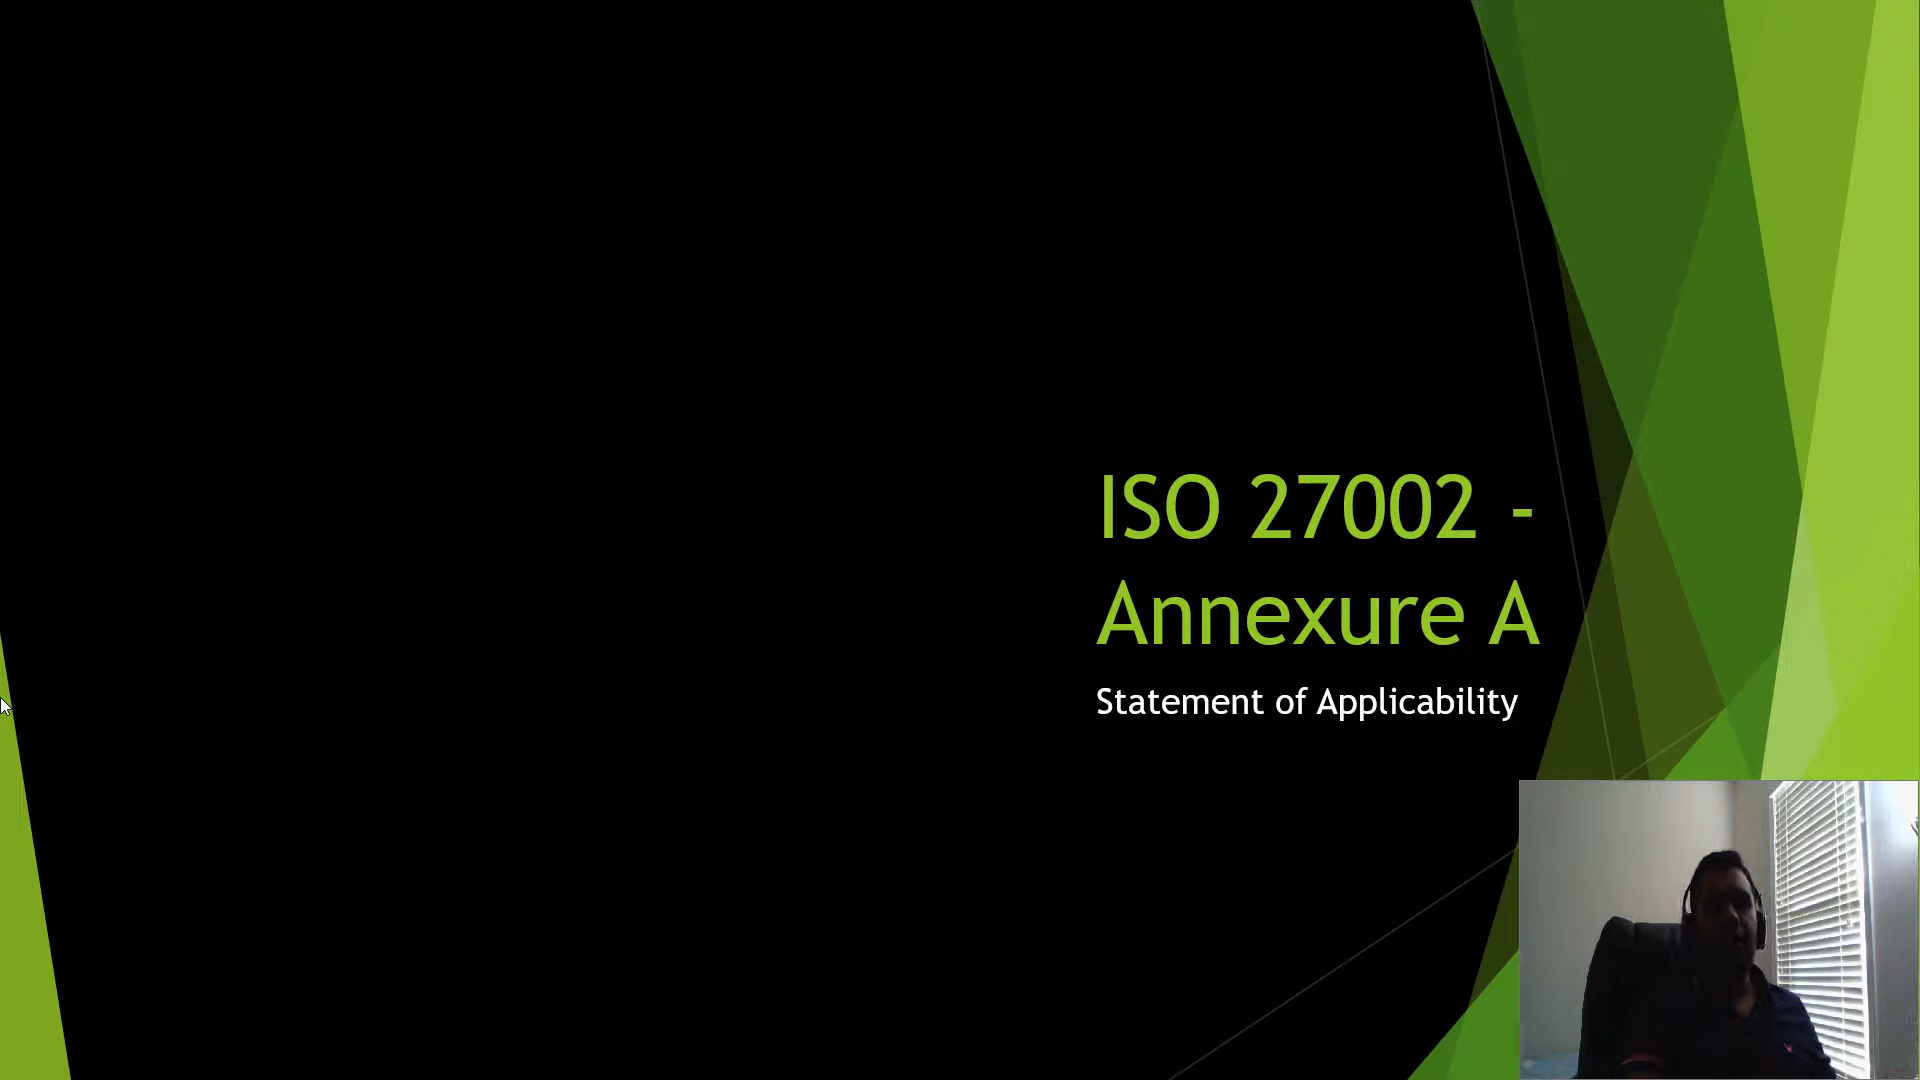 ISO 27002 -
Annexure A
Statement of Applicability